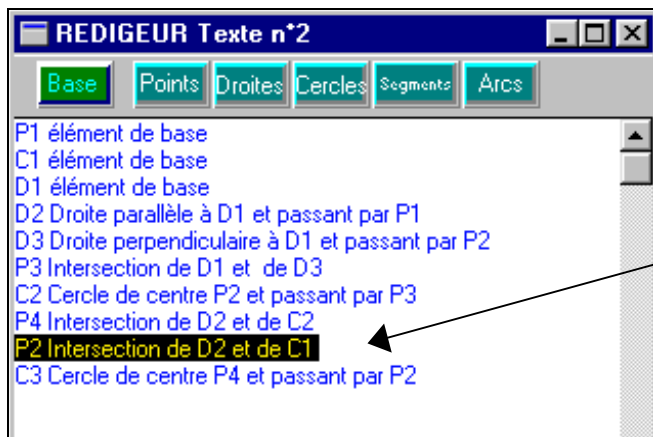 REDIGEUR Texte n°2
Base Points Droites Cercles Segments Arcs
P1 élément de base
C1 élément de base
D1 élément de base
D2 Droite parallèle à D1 et passant par P1
D3 Droite perpendiculaire à D1 et passant par P2
P3 Intersection de D1 et de D3
C2 Cercle de centre P2 et passant par P3
P4 Intersection de D2 et de C2
P2 Intersection de D2 et de C1
C3 Cercle de centre P4 et passant par P2